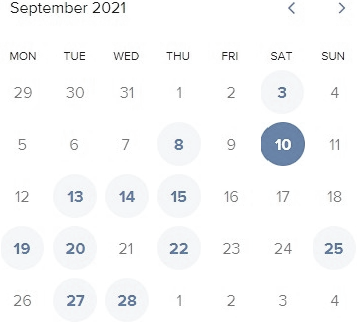 September 2021
MON TUE WED THU FRI SAT SUN
29 30 31 1 2 3 4
5 6 7 8 9 10 11
12 13 14 15 16 17 18
19 20 21 22 23 24 25
26 27 28 1 2 3 4